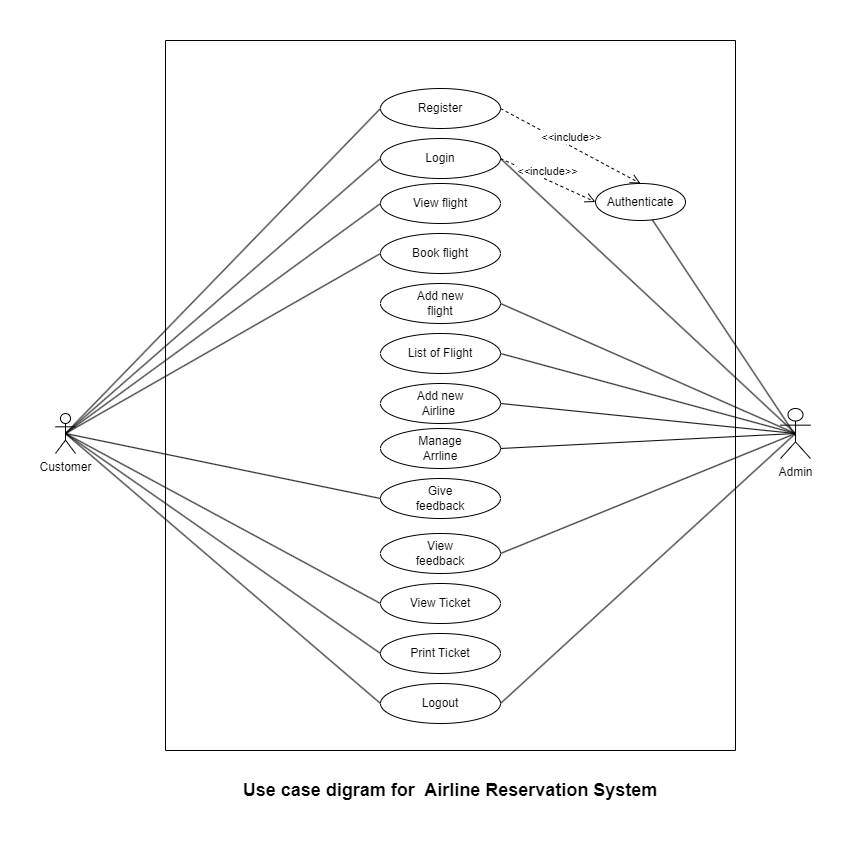 Register
<<include>>
Login
<<include>>
View flight
Authenticate
Book flight
Add new
flight
List of Flight
Add new
Airline
Manage
Arrline
Customer
Admin
Give
feedback
View
feedback
View Ticket
Print Ticket
Logout
Use case digram for  Airline Reservation System